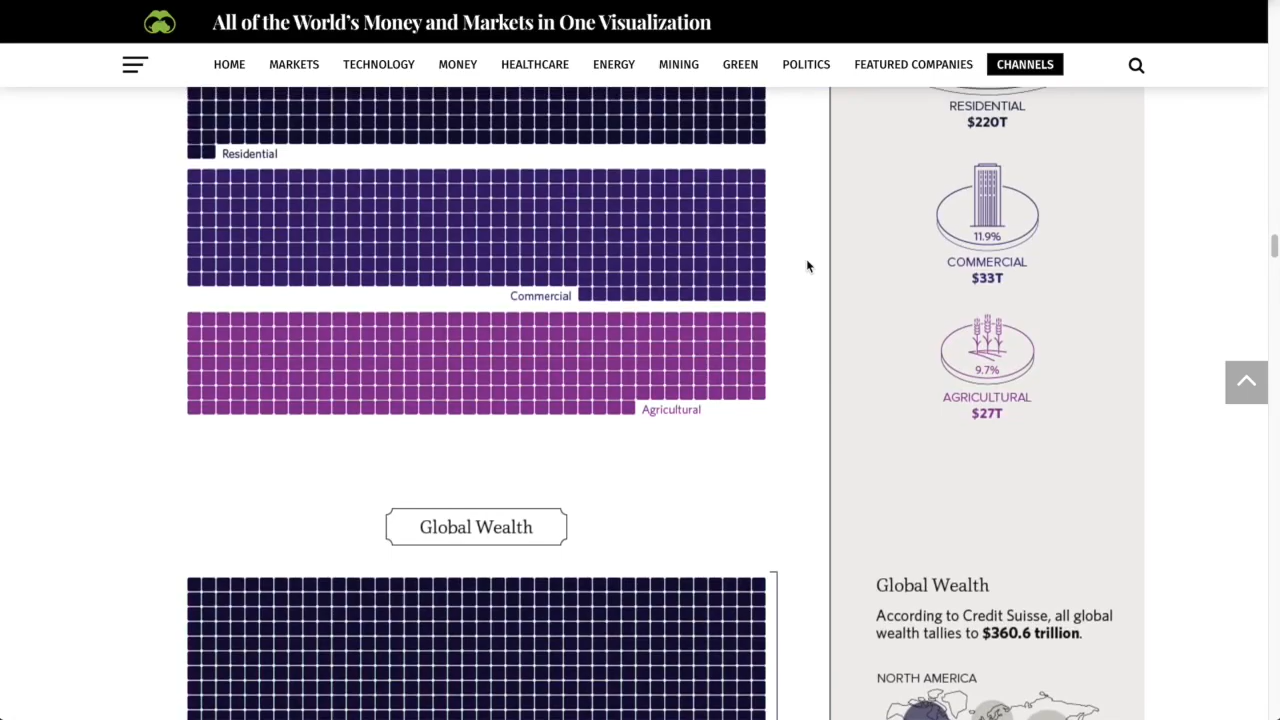 All of the World's Money and Markets in One Visualization
HOME MARKETS TECHNOLOGY MONEY HEALTHCARE ENERGY MINING GREEN POLITICS FEATURED COMPANIES CHANNELS
Residential
Commercial
Agricultural
Global Wealth
RESIDENTIAL
$220T
11.9%
COMMERCIAL
$33T
9.7%
AGRICULTURAL
$27T
Global Wealth
According to Credit Suisse, all global
wealth tallies to $360.6 trillion.
NORTH AMERICA